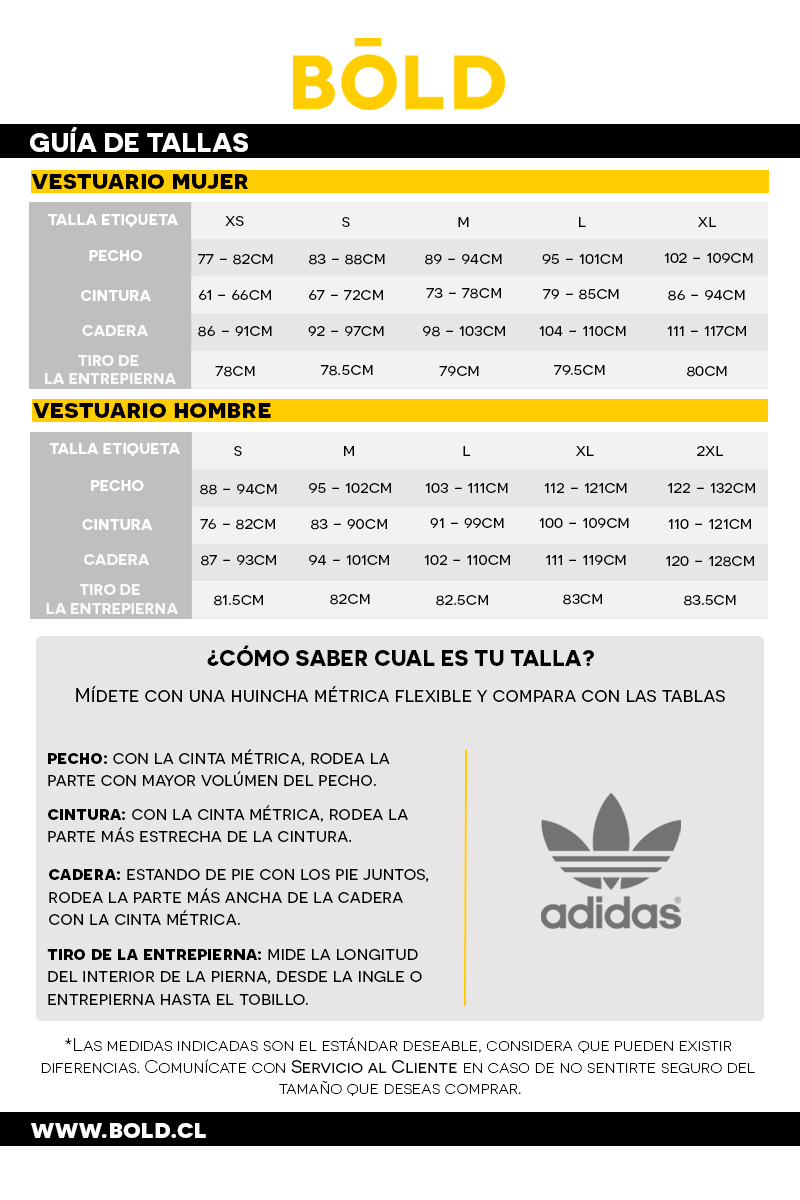 BŌLD
GUÍA DE TALLAS
VESTUARIO MUJER
TALLA ETIQUETA XS S M L XL
PECHO 77 – 82CM 83 – 88CM 89 – 94CM 95 – 101CM 102 – 109CM
CINTURA 61 – 66CM 67 – 72CM 73 – 78CM 79 – 85CM 86 – 94CM
CADERA 86 – 91CM 92 – 97CM 98 – 103CM 104 – 110CM 111 – 117CM
TIRO DE
LA ENTREPIERNA 78CM 78.5CM 79CM 79.5CM 80CM
VESTUARIO HOMBRE
TALLA ETIQUETA S M L XL 2XL
PECHO 88 – 94CM 95 – 102CM 103 – 111CM 112 – 121CM 122 – 132CM
CINTURA 76 – 82CM 83 – 90CM 91 – 99CM 100 – 109CM 110 – 121CM
CADERA 87 – 93CM 94 – 101CM 102 – 110CM 111 – 119CM 120 – 128CM
TIRO DE
LA ENTREPIERNA 81.5CM 82CM 82.5CM 83CM 83.5CM
¿CÓMO SABER CUAL ES TU TALLA?
MÍDETE CON UNA HUINCHA MÉTRICA FLEXIBLE Y COMPARA CON LAS TABLAS
PECHO: CON LA CINTA MÉTRICA, RODEA LA
PARTE CON MAYOR VOLÚMEN DEL PECHO.
CINTURA: CON LA CINTA MÉTRICA, RODEA LA
PARTE MÁS ESTRECHA DE LA CINTURA.
CADERA: ESTANDO DE PIE CON LOS PIE JUNTOS,
RODEA LA PARTE MÁS ANCHA DE LA CADERA
CON LA CINTA MÉTRICA.
TIRO DE LA ENTREPIERNA: MIDE LA LONGITUD
DEL INTERIOR DE LA PIERNA, DESDE LA INGLE O
ENTREPIERNA HASTA EL TOBILLO.
adidas®
*LAS MEDIDAS INDICADAS SON EL ESTÁNDAR DESEABLE, CONSIDERA QUE PUEDEN EXISTIR
DIFERENCIAS. COMUNÍCATE CON SERVICIO AL CLIENTE EN CASO DE NO SENTIRTE SEGURO DEL
TAMAÑO QUE DESEAS COMPRAR.
WWW.BOLD.CL